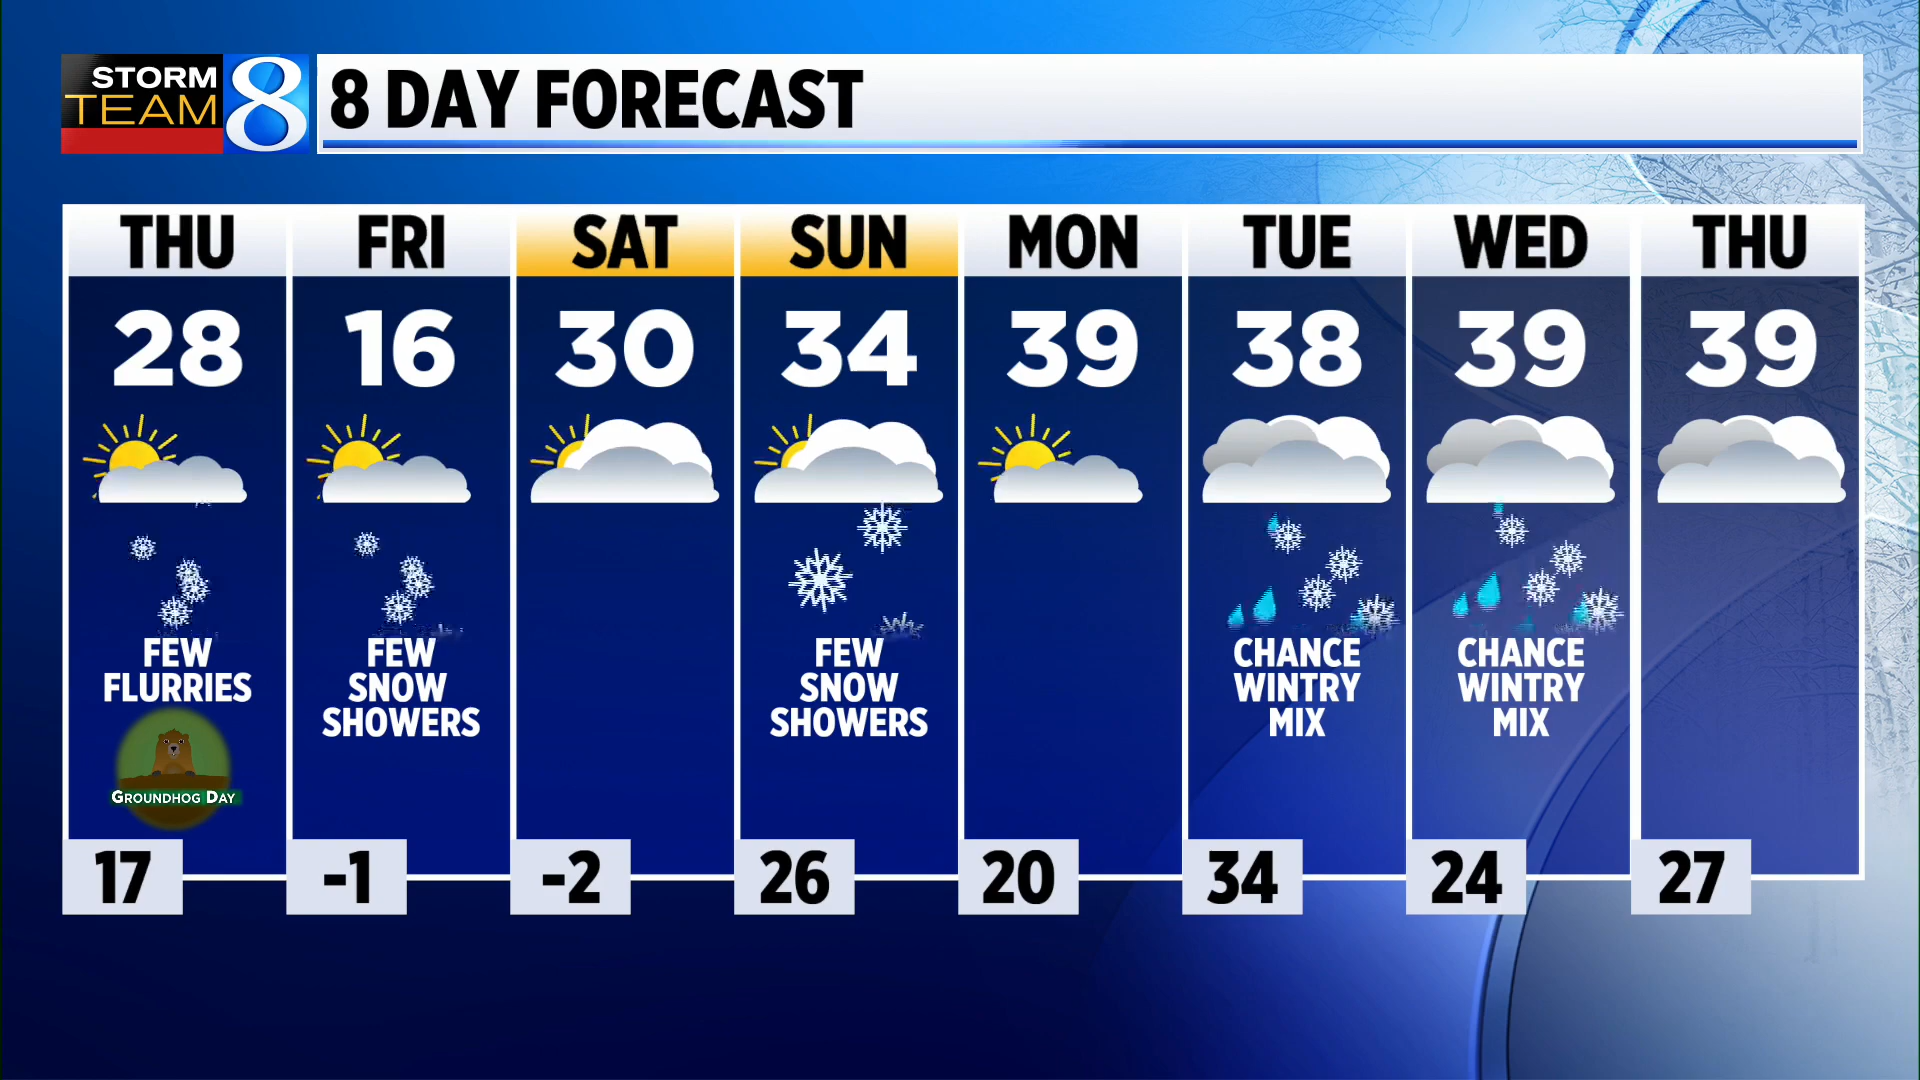 STORM
TEAM
8
8 DAY FORECAST
THU FRI SAT SUN MON TUE WED THU
28 16 30 34 39 38 39 39
FEW
FLURRIES
FEW
SNOW
SHOWERS
FEW
SNOW
SHOWERS
CHANCE
WINTRY
MIX
CHANCE
WINTRY
MIX
GROUNDHOG DAY
17 -1 -2 26 20 34 24 27